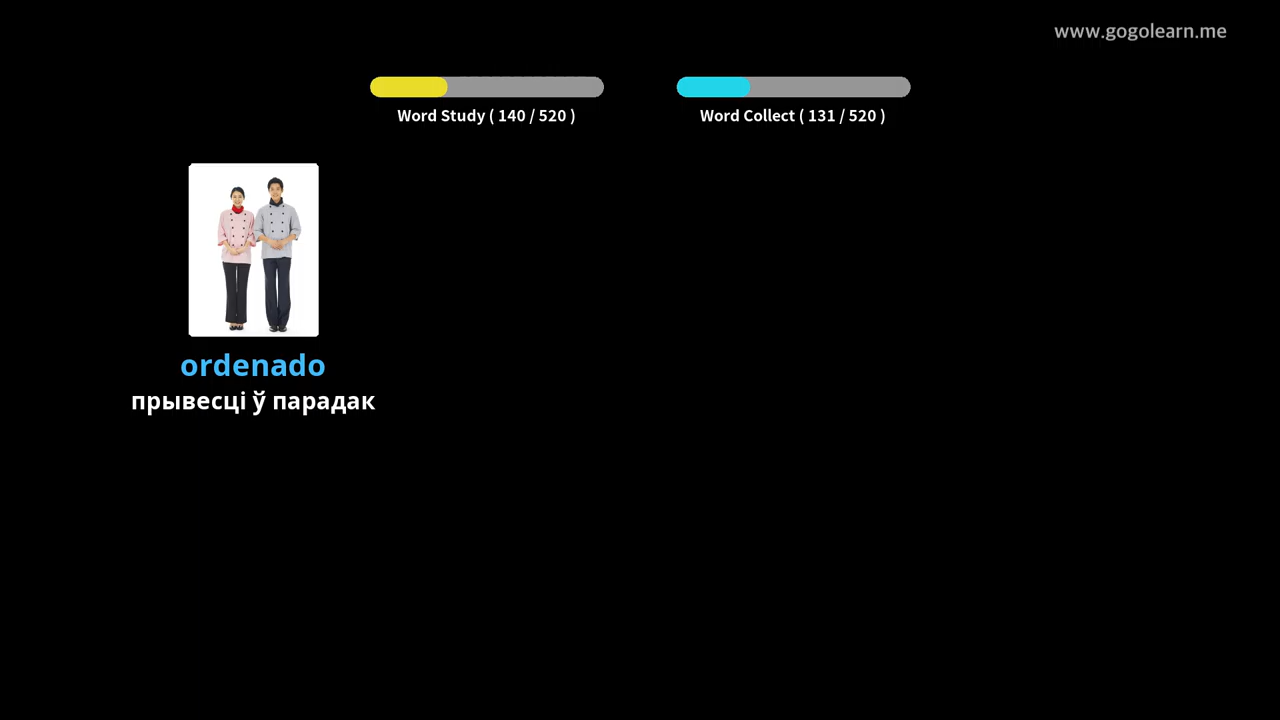 www.gogolearn.me
Word Study ( 140 / 520 )
Word Collect ( 131 / 520 )
ordenado
прывесці ў парадак